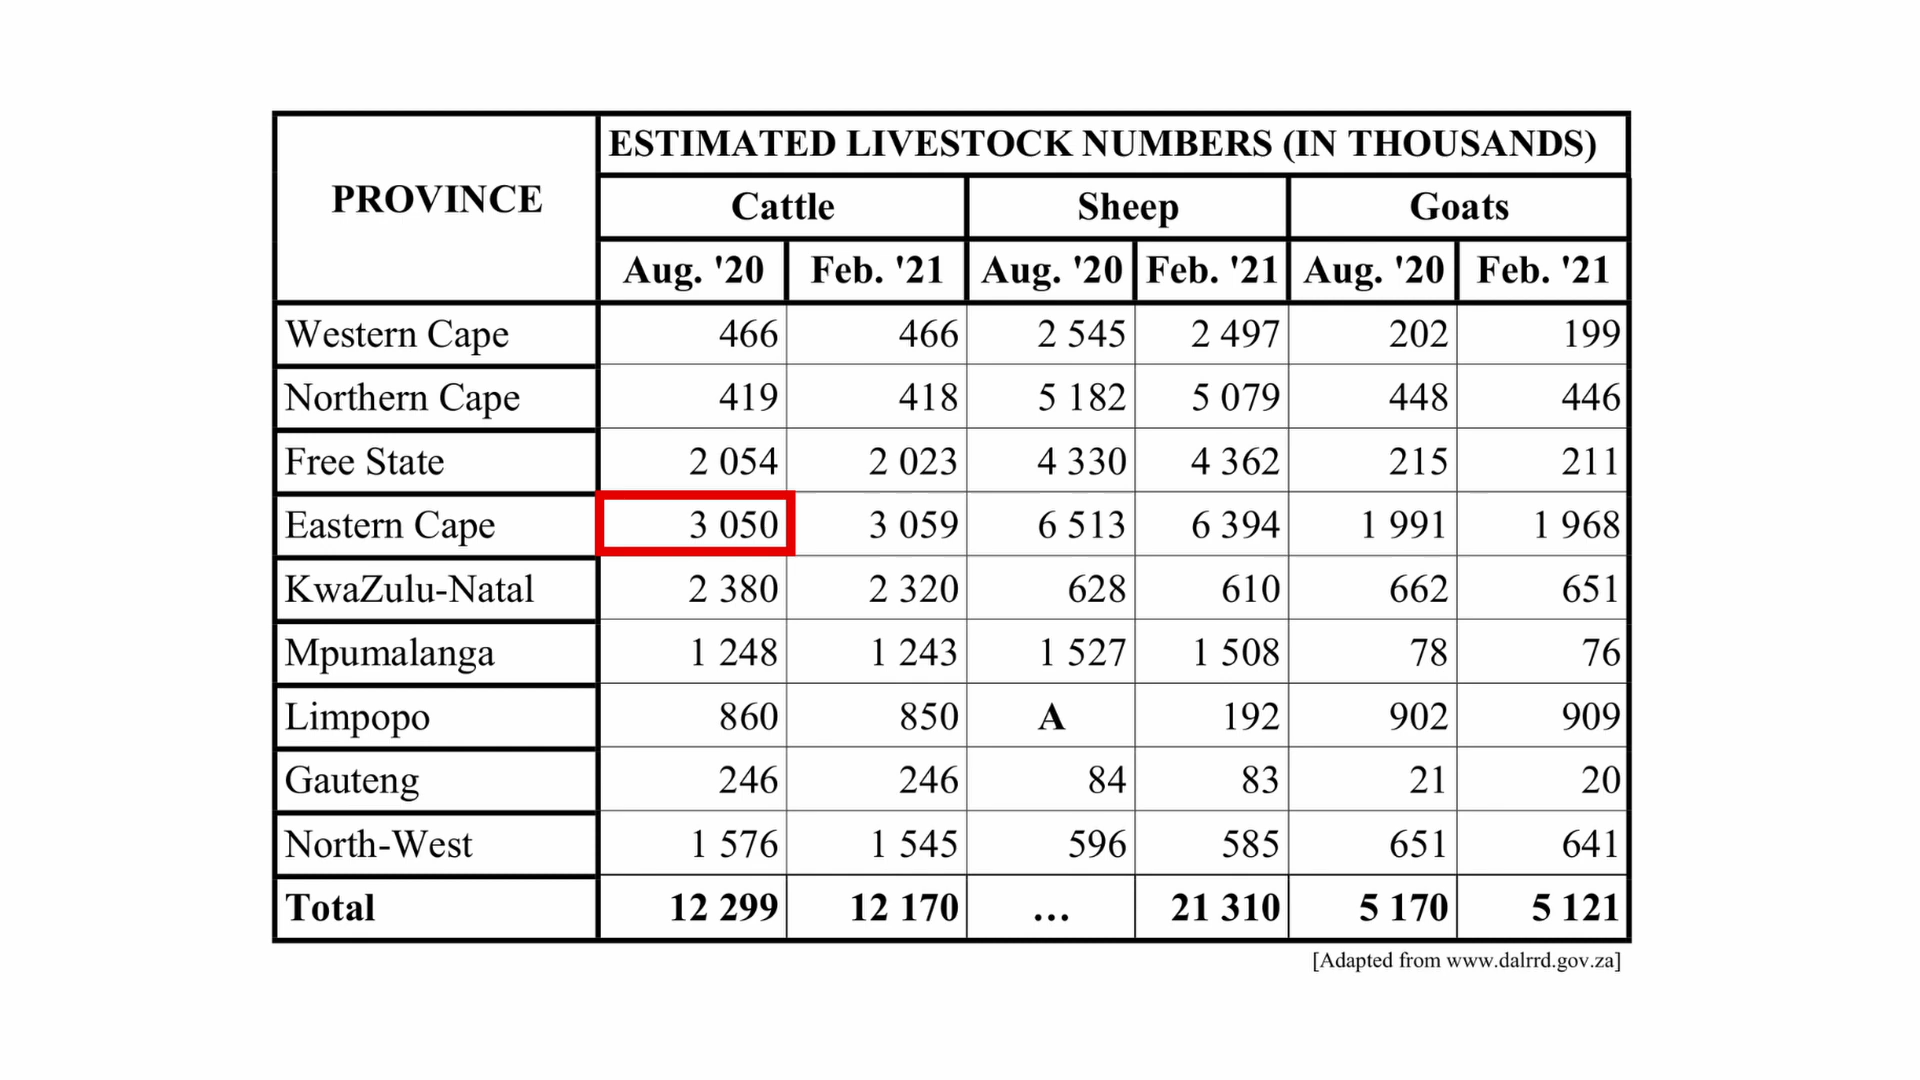 PROVINCE ESTIMATED LIVESTOCK NUMBERS (IN THOUSANDS)
Cattle Sheep Goats
Aug. '20 Feb. '21 Aug. '20 Feb. '21 Aug. '20 Feb. '21
Western Cape 466 466 2 545 2 497 202 199
Northern Cape 419 418 5 182 5 079 448 446
Free State 2 054 2 023 4 330 4 362 215 211
Eastern Cape 3 050 3 059 6 513 6 394 1 991 1 968
KwaZulu-Natal 2 380 2 320 628 610 662 651
Mpumalanga 1 248 1 243 1 527 1 508 78 76
Limpopo 860 850 A 192 902 909
Gauteng 246 246 84 83 21 20
North-West 1 576 1 545 596 585 651 641
Total 12 299 12 170 … 21 310 5 170 5 121
[Adapted from www.dalrrd.gov.za]